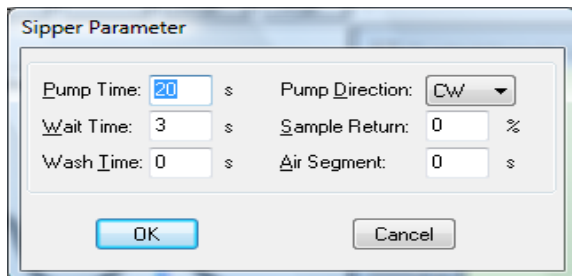 Sipper Parameter
Pump Time: 20 s Pump Direction: CW
Wait Time: 3 s Sample Return: 0 %
Wash Time: 0 s Air Segment: 0 s
OK Cancel